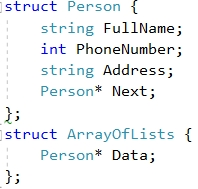 struct Person {
string FullName;
int PhoneNumber;
string Address;
Person* Next;
};
struct ArrayOfLists {
Person* Data;
};